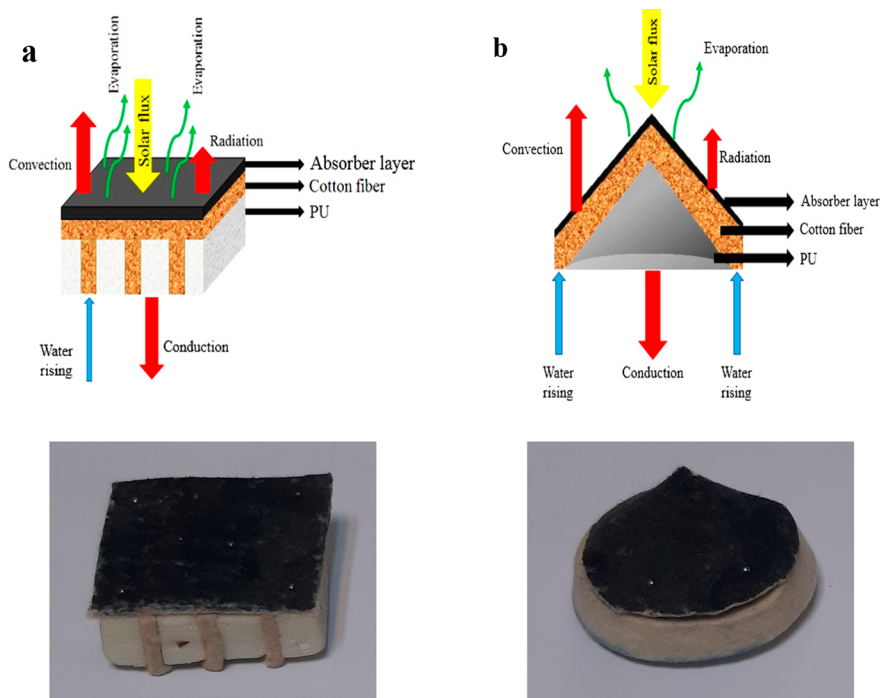 a
Evaporation
Evaporation
Solar flux
Convection
Radiation
Absorber layer
Cotton fiber
PU
Water
rising
Conduction
b
Solar flux
Evaporation
Convection
Radiation
Absorber layer
Cotton fiber
PU
Water
rising
Conduction
Water
rising